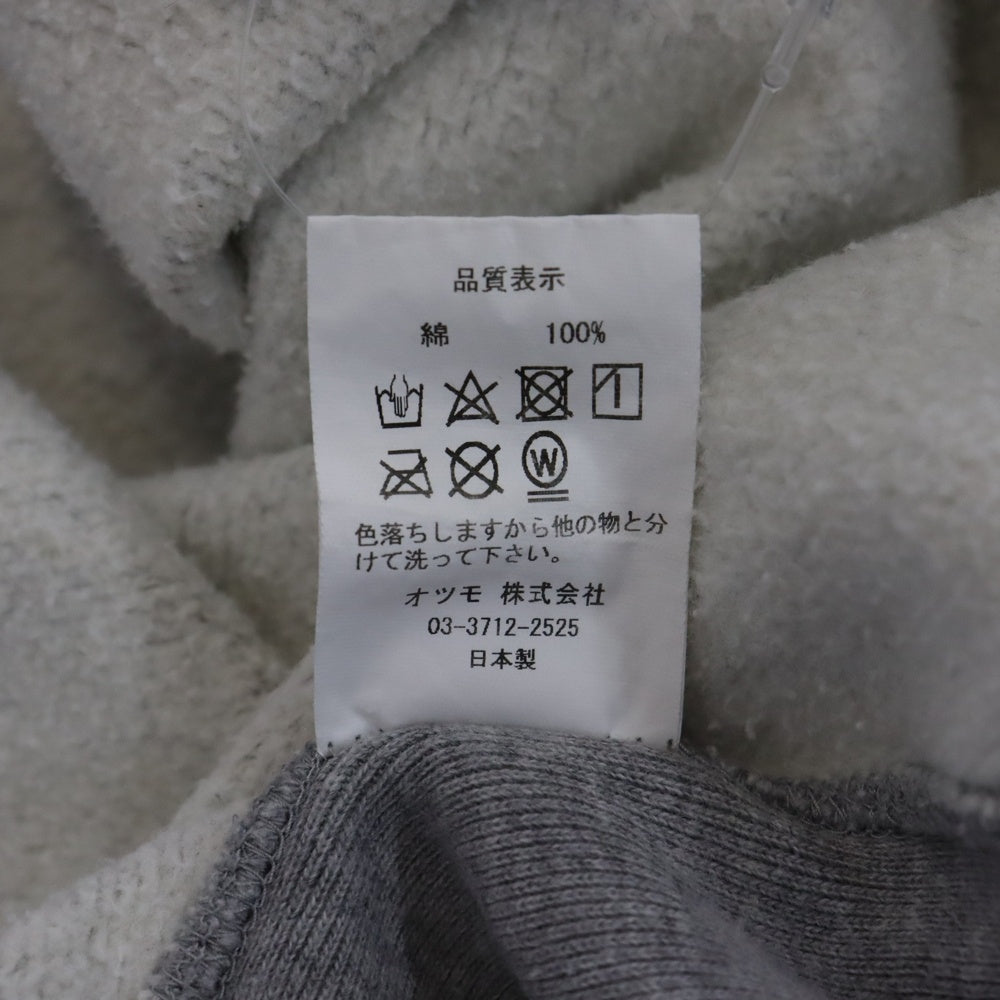 品質表示
綿 100%
W
色落ちしますから他の物と分
けて洗って下さい。
オツモ 株式会社
03-3712-2525
日本製